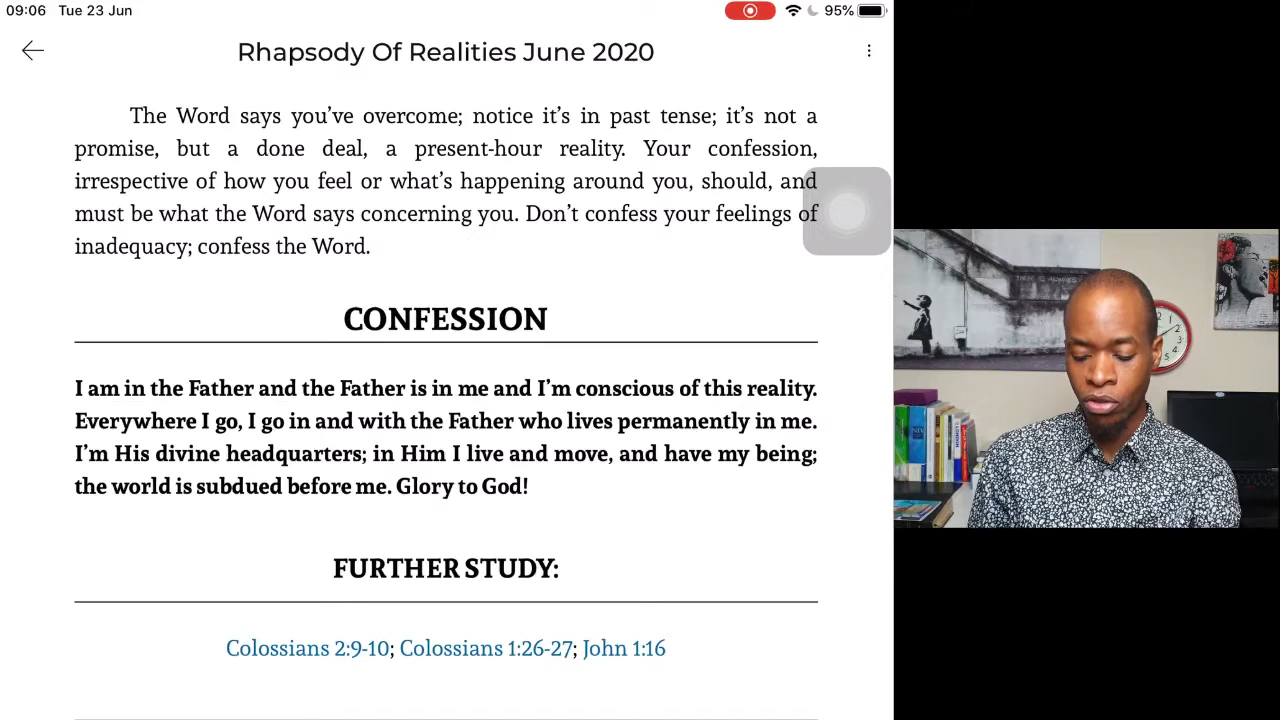 09:06 Tue 23 Jun
95%
Rhapsody Of Realities June 2020
The Word says you've overcome; notice it's in past tense; it's not a
promise, but a done deal, a present-hour reality. Your confession,
irrespective of how you feel or what's happening around you, should, and
must be what the Word says concerning you. Don't confess your feelings of
inadequacy; confess the Word.
CONFESSION
I am in the Father and the Father is in me and I'm conscious of this reality.
Everywhere I go, I go in and with the Father who lives permanently in me.
I'm His divine headquarters; in Him I live and move, and have my being;
the world is subdued before me. Glory to God!
FURTHER STUDY:
Colossians 2:9-10; Colossians 1:26-27; John 1:16